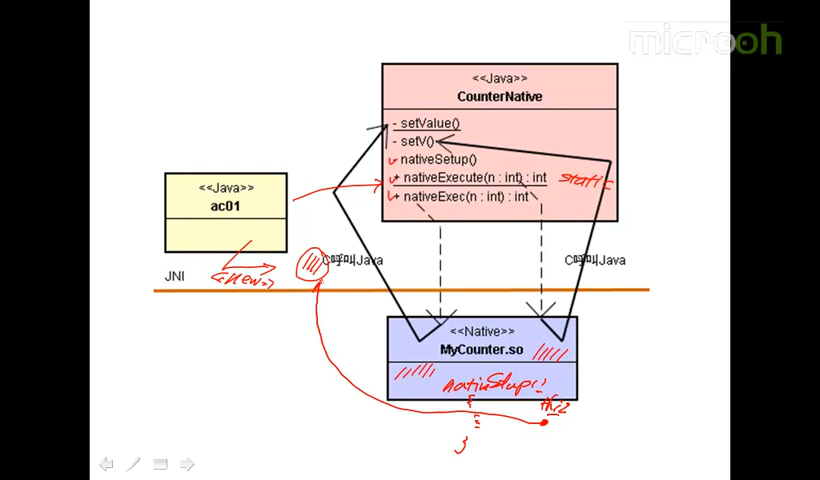 microoh
<<Java>>
CounterNative
- setValue()
- setV()
nativeSetup()
+ nativeExecute(n : int) : int
static
+ nativeExec(n : int) : int
<<Java>>
ac01
C呼叫Java
C呼叫Java
<<new>>
JNI
<<Native>>
MyCounter.so
nativeSetup()
{
}